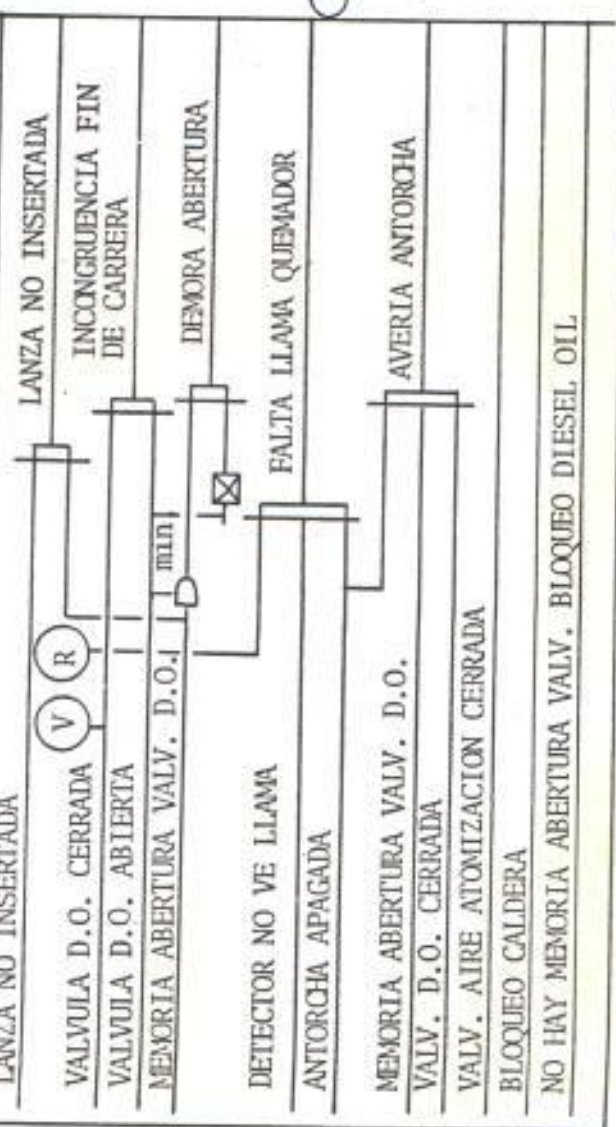 LANZA NO INSERTADA
LANZA NO INSERTADA
VALVULA D.O. CERRADA
V
R
INCONGRUENCIA FIN
DE CARRERA
VALVULA D.O. ABIERTA
MEMORIA ABERTURA VALV. D.O.
min
DEMORA ABERTURA
DETECTOR NO VE LLAMA
FALTA LLAMA QUEMADOR
ANTORCHA APAGADA
MEMORIA ABERTURA VALV. D.O.
AVERIA ANTORCHA
VALV. D.O. CERRADA
VALV. AIRE ATOMIZACION CERRADA
BLOQUEO CALDERA
NO HAY MEMORIA ABERTURA VALV. BLOQUEO DIESEL OIL